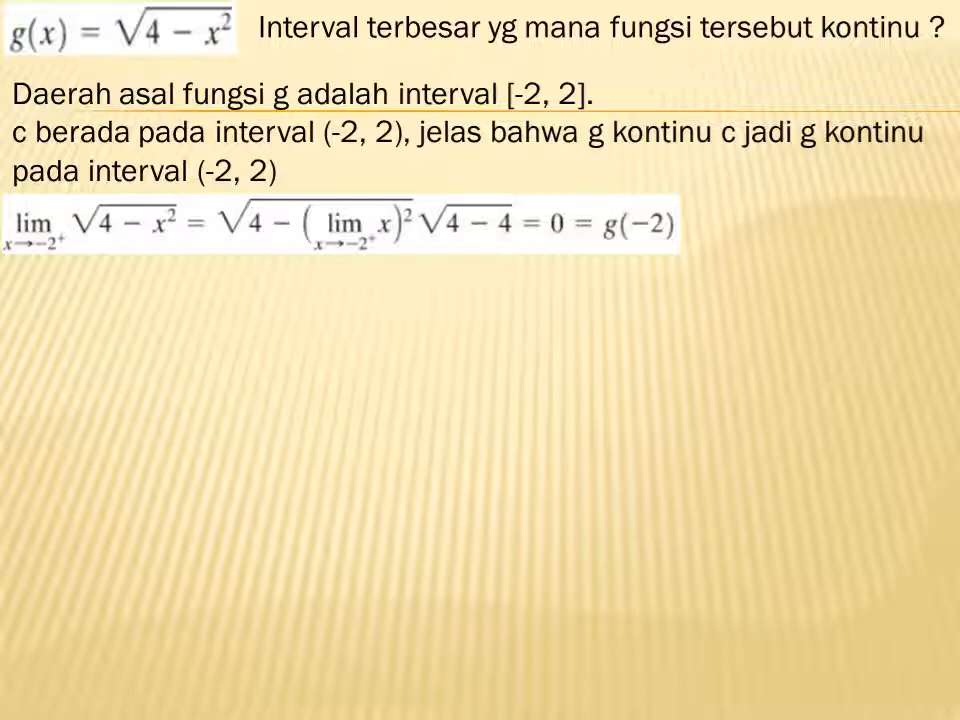 g(x) = √4 − x² Interval terbesar yg mana fungsi tersebut kontinu ?
Daerah asal fungsi g adalah interval [-2, 2].
c berada pada interval (-2, 2), jelas bahwa g kontinu c jadi g kontinu
pada interval (-2, 2)
lim x→−2⁺ √4 − x² = √4 − ( lim x→−2⁺ x)² √4 − 4 = 0 = g(−2)